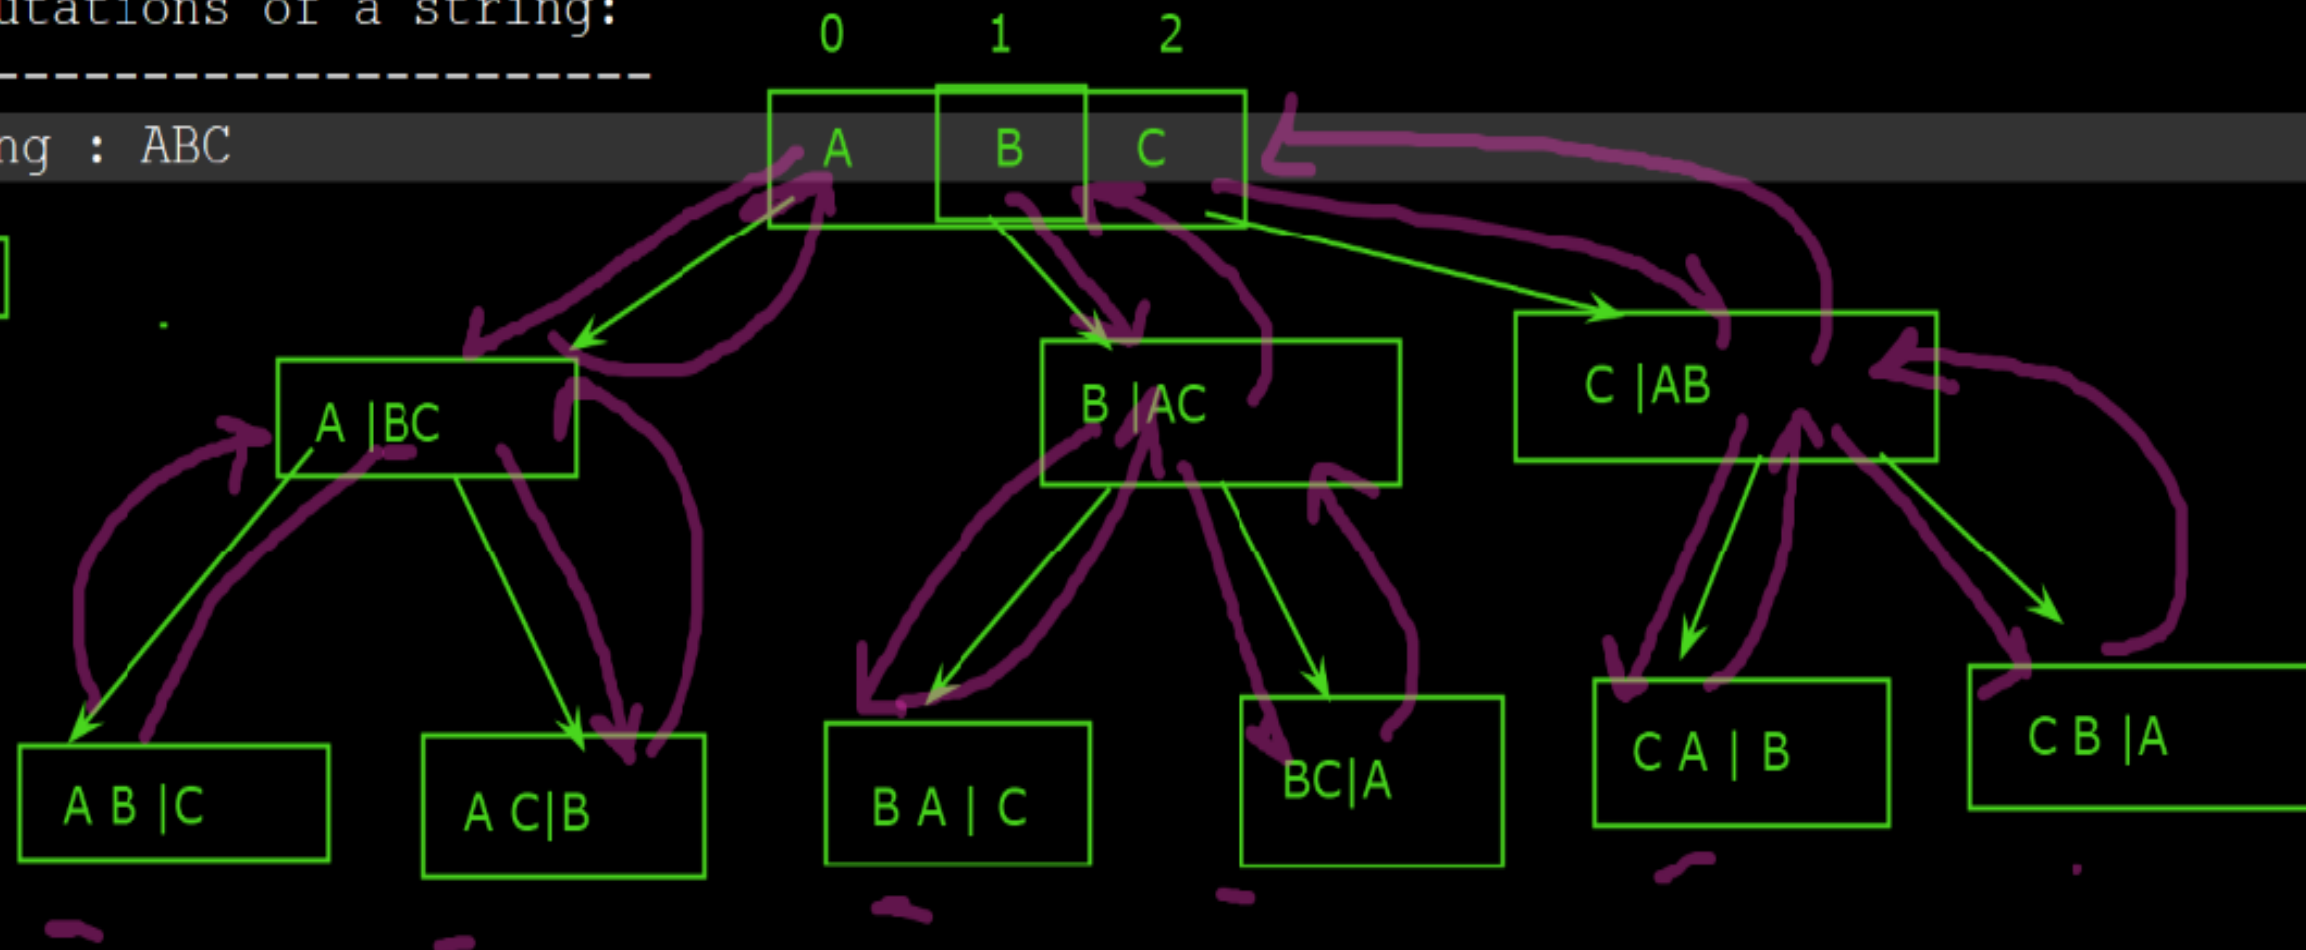 utations of a string:
0 1 2
----------------------
ng : ABC
A B C
A |BC
B |AC
C |AB
A B |C
A C|B
B A | C
BC|A
C A | B
C B |A